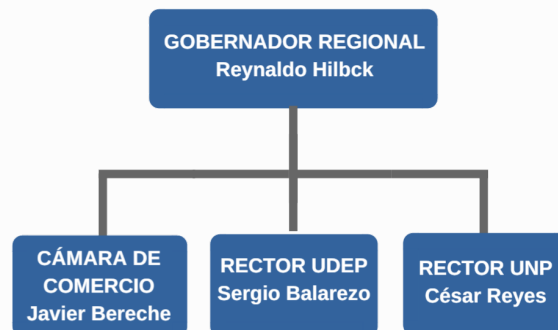 GOBERNADOR REGIONAL
Reynaldo Hilbck
CÁMARA DE
COMERCIO
Javier Bereche
RECTOR UDEP
Sergio Balarezo
RECTOR UNP
César Reyes